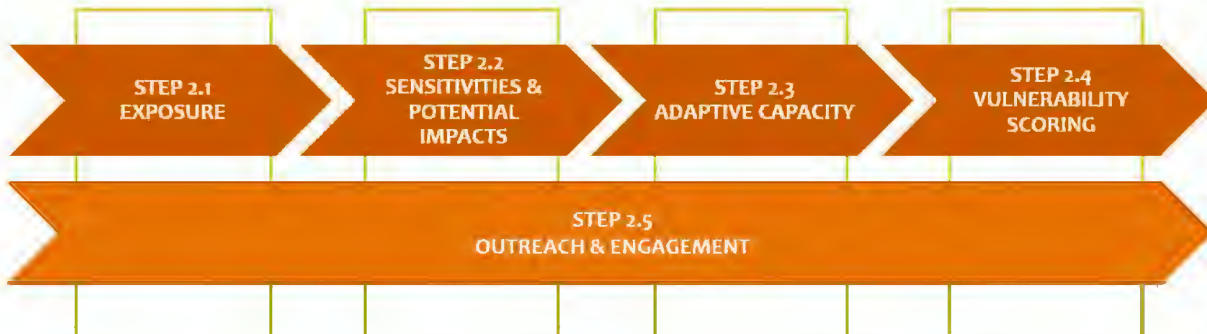 STEP 2.1
EXPOSURE
STEP 2.2
SENSITIVITIES &
POTENTIAL
IMPACTS
STEP 2.3
ADAPTIVE CAPACITY
STEP 2.4
VULNERABILITY
SCORING
STEP 2.5
OUTREACH & ENGAGEMENT